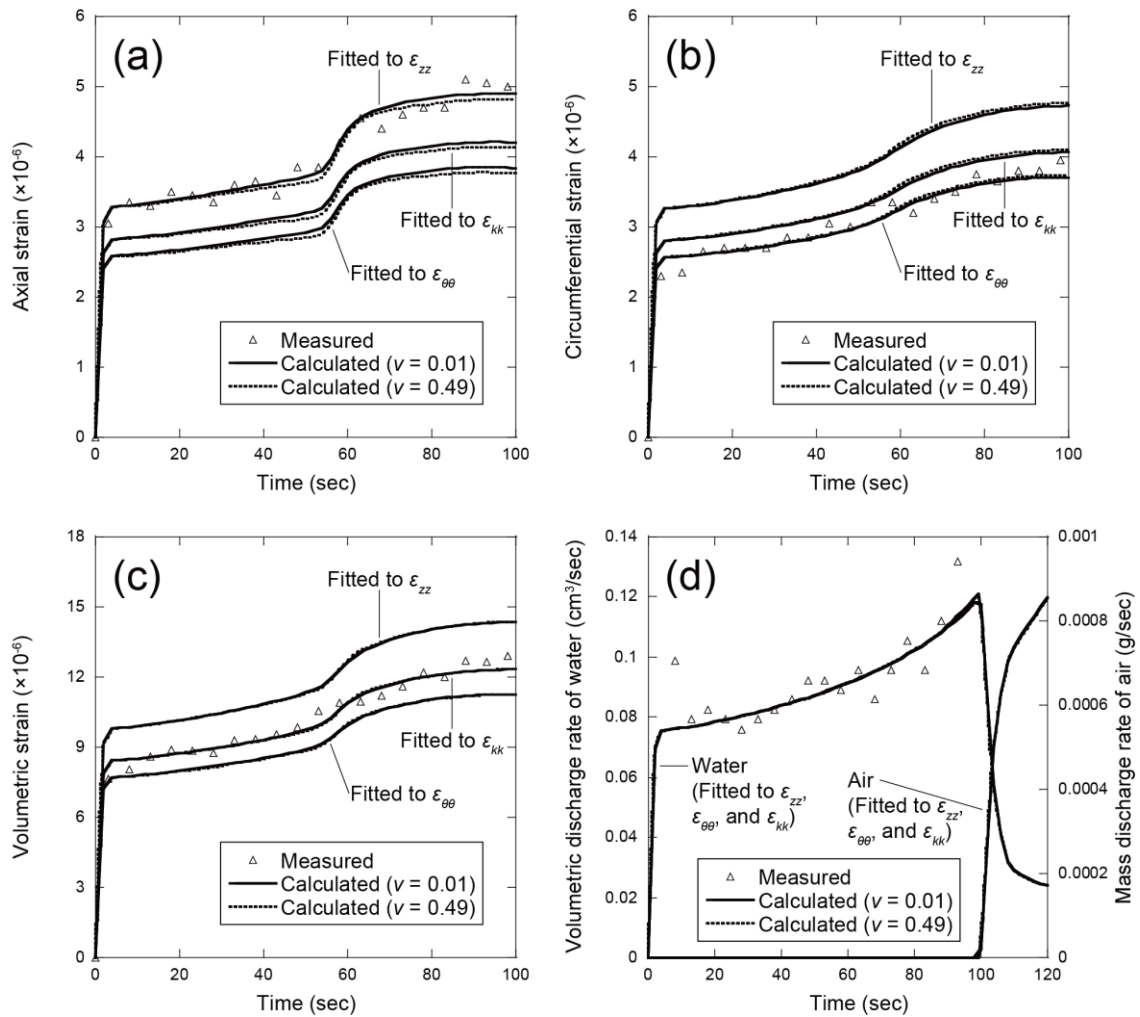 (a)
6
5
4
3
2
1
0
Axial strain (×10-6)
Fitted to εzz
Fitted to εkk
Fitted to εθθ
Measured
Calculated (ν = 0.01)
Calculated (ν = 0.49)
0 20 40 60 80 100
Time (sec)
(b)
6
5
4
3
2
1
0
Circumferential strain (×10-6)
Fitted to εzz
Fitted to εkk
Fitted to εθθ
Measured
Calculated (ν = 0.01)
Calculated (ν = 0.49)
0 20 40 60 80 100
Time (sec)
(c)
18
15
12
9
6
3
0
Volumetric strain (×10-6)
Fitted to εzz
Fitted to εkk
Fitted to εθθ
Measured
Calculated (ν = 0.01)
Calculated (ν = 0.49)
0 20 40 60 80 100
Time (sec)
(d)
0.14
0.12
0.1
0.08
0.06
0.04
0.02
0
Volumetric discharge rate of water (cm3/sec)
Water
(Fitted to εzz,
εθθ, and εkk)
Air
(Fitted to εzz,
εθθ, and εkk)
Measured
Calculated (ν = 0.01)
Calculated (ν = 0.49)
0.001
0.0008
0.0006
0.0004
0.0002
0
Mass discharge rate of air (g/sec)
0 20 40 60 80 100 120
Time (sec)